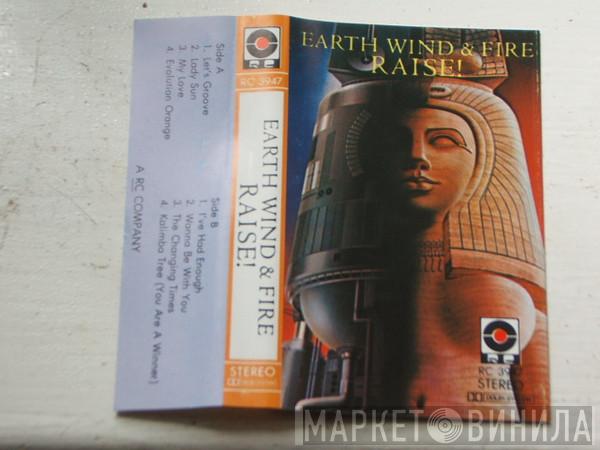 Side A
1. Let's Groove
2. Lady Sun
3. My Love
4. Evolution Orange
Side B
1. I've Had Enough
2. Wanna Be With You
3. The Changing Times
4. Kalimba Tree (You Are A Winner)
A RC COMPANY
RC
RC 3947
EARTH WIND & FIRE
RAISE!
STEREO
EARTH WIND & FIRE
RAISE!
RC
RC 3947
STEREO
DOLBY SYSTEM
МАРКЕТ ВИНИЛА